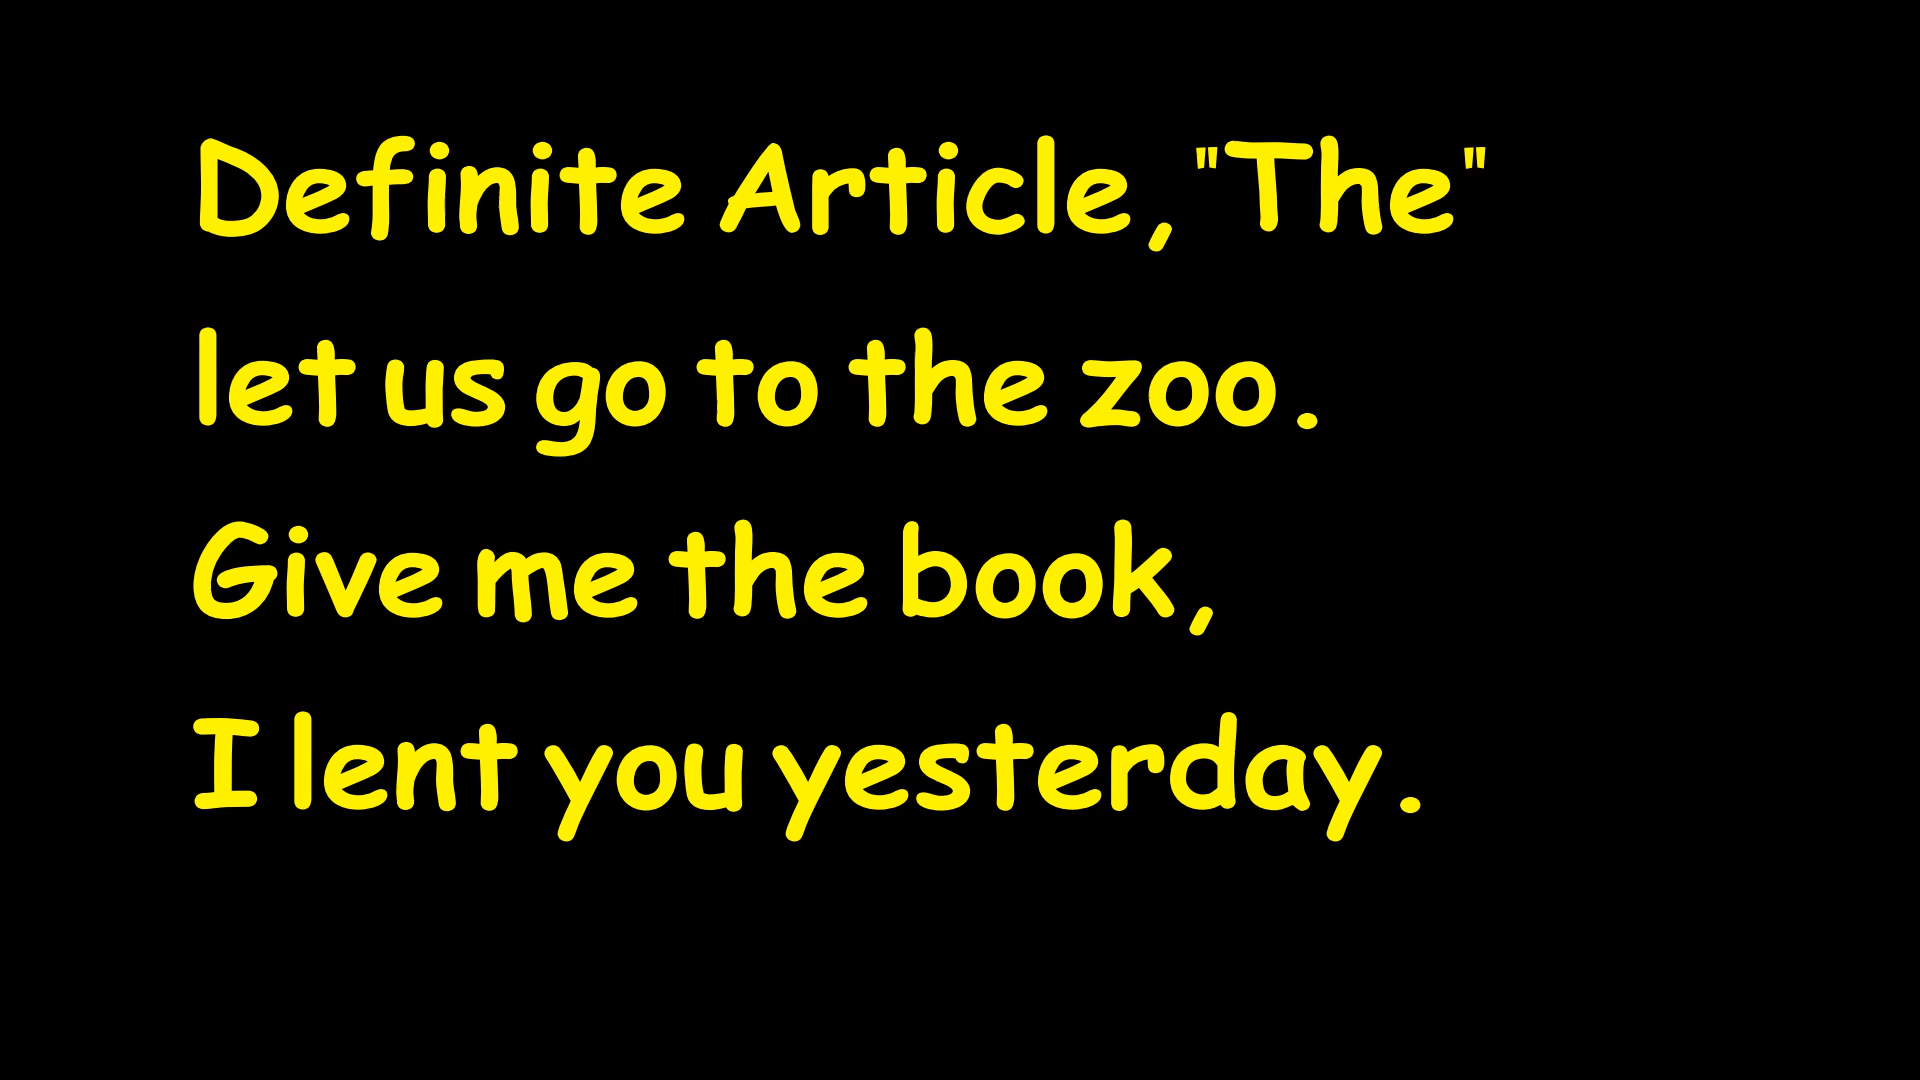 Definite Article, "The"
let us go to the zoo.
Give me the book,
I lent you yesterday.